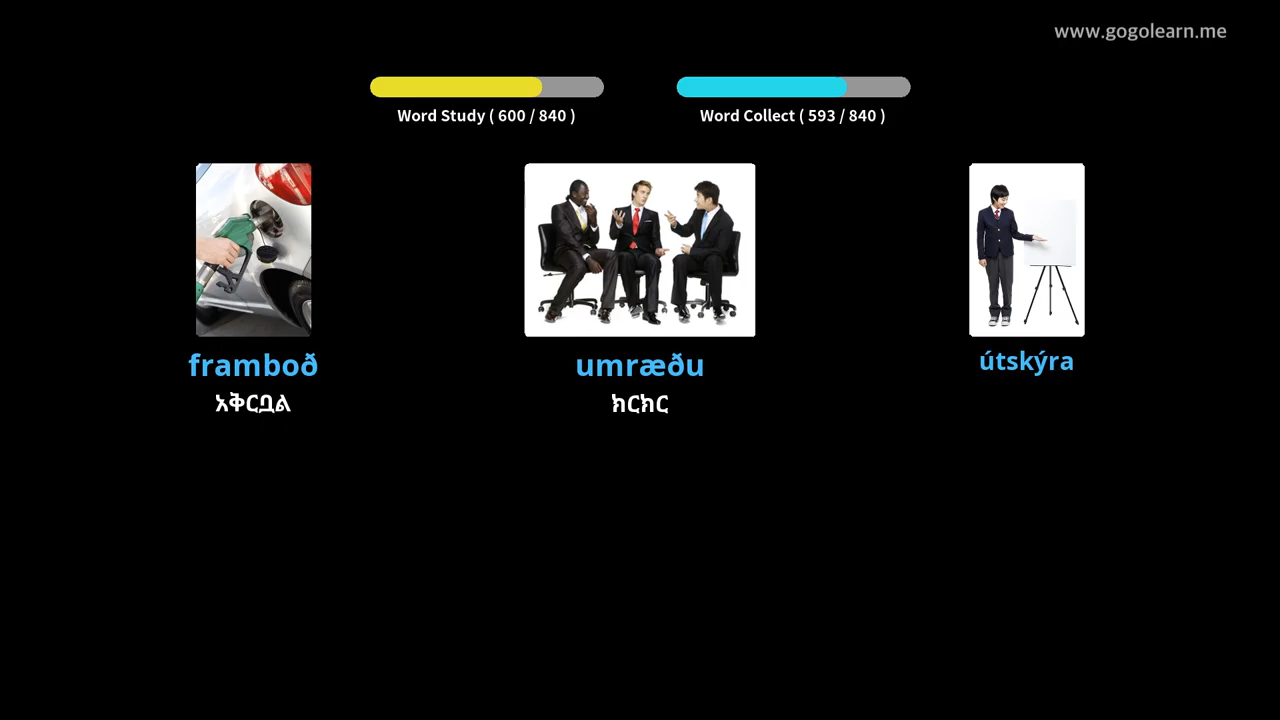 www.gogolearn.me
Word Study ( 600 / 840 )
Word Collect ( 593 / 840 )
framboð
umræðu
útskýra
አቅርቧል
ክርክር